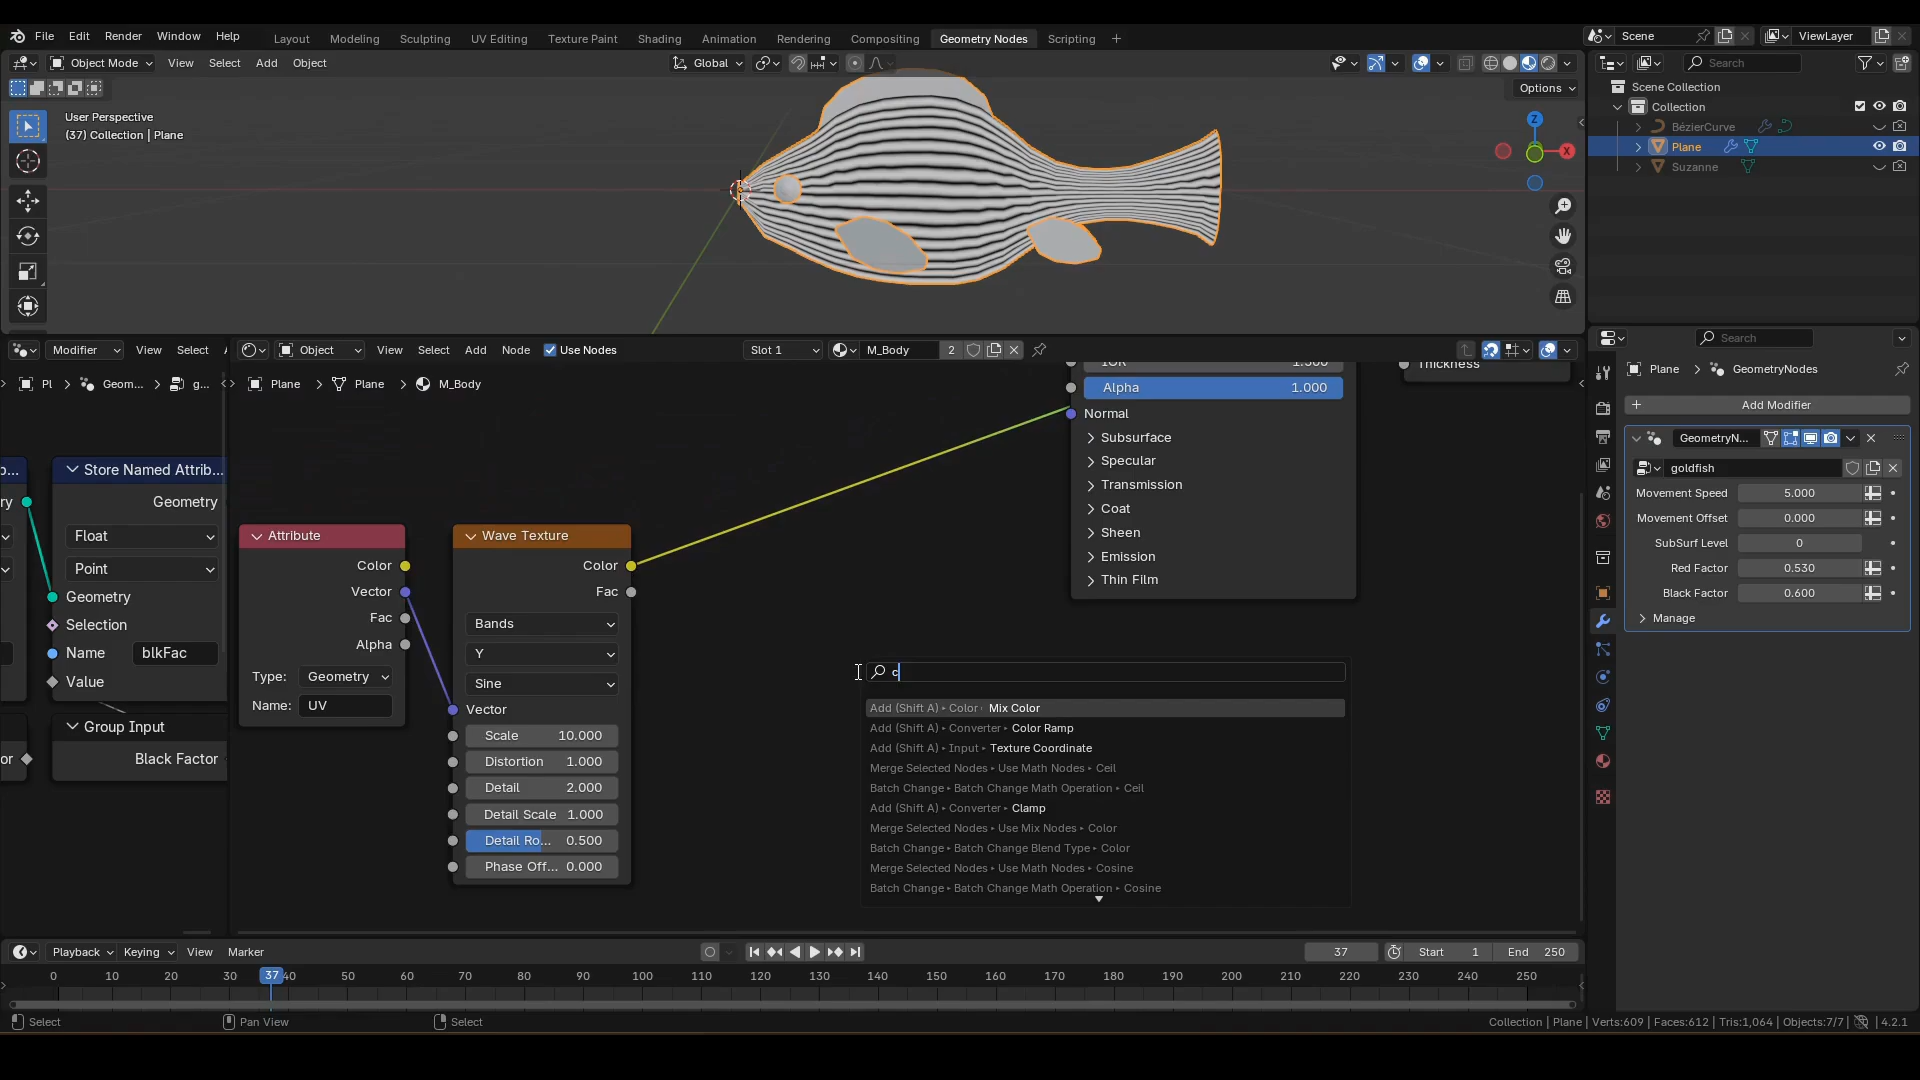 File Edit Render Window Help Layout Modeling Sculpting UV Editing Texture Paint Shading Animation Rendering Compositing Geometry Nodes Scripting + Scene ViewLayer
Object Mode View Select Add Object Global Search
Options
User Perspective
(37) Collection | Plane
Z
X
Scene Collection
Collection
BézierCurve
Plane
Suzanne
Modifier View Select Object View Select Add Node Use Nodes Slot 1 M_Body 2
Pl Geom... g... Plane Plane M_Body
Search
Plane GeometryNodes
Add Modifier
GeometryN...
goldfish
Movement Speed 5.000
Movement Offset 0.000
SubSurf Level 0
Red Factor 0.530
Black Factor 0.600
Manage
IOR 1.500
Alpha 1.000
Normal
Subsurface
Specular
Transmission
Coat
Sheen
Emission
Thin Film
Thickness
Store Named Attrib...
Geometry
Float
Point
Geometry
Selection
Name blkFac
Value
Group Input
Black Factor
Attribute
Color
Vector
Fac
Alpha
Type: Geometry
Name: UV
Wave Texture
Color
Fac
Bands
Y
Sine
Vector
Scale 10.000
Distortion 1.000
Detail 2.000
Detail Scale 1.000
Detail Ro... 0.500
Phase Off... 0.000
c
Add (Shift A) ▸ Color ▸ Mix Color
Add (Shift A) ▸ Converter ▸ Color Ramp
Add (Shift A) ▸ Input ▸ Texture Coordinate
Merge Selected Nodes ▸ Use Math Nodes ▸ Ceil
Batch Change ▸ Batch Change Math Operation ▸ Ceil
Add (Shift A) ▸ Converter ▸ Clamp
Merge Selected Nodes ▸ Use Mix Nodes ▸ Color
Batch Change ▸ Batch Change Blend Type ▸ Color
Merge Selected Nodes ▸ Use Math Nodes ▸ Cosine
Batch Change ▸ Batch Change Math Operation ▸ Cosine
Playback Keying View Marker 37 Start 1 End 250
0 10 20 30 37 40 50 60 70 80 90 100 110 120 130 140 150 160 170 180 190 200 210 220 230 240 250
Select Pan View Select Collection | Plane | Verts:609 | Faces:612 | Tris:1,064 | Objects:7/7 | 4.2.1